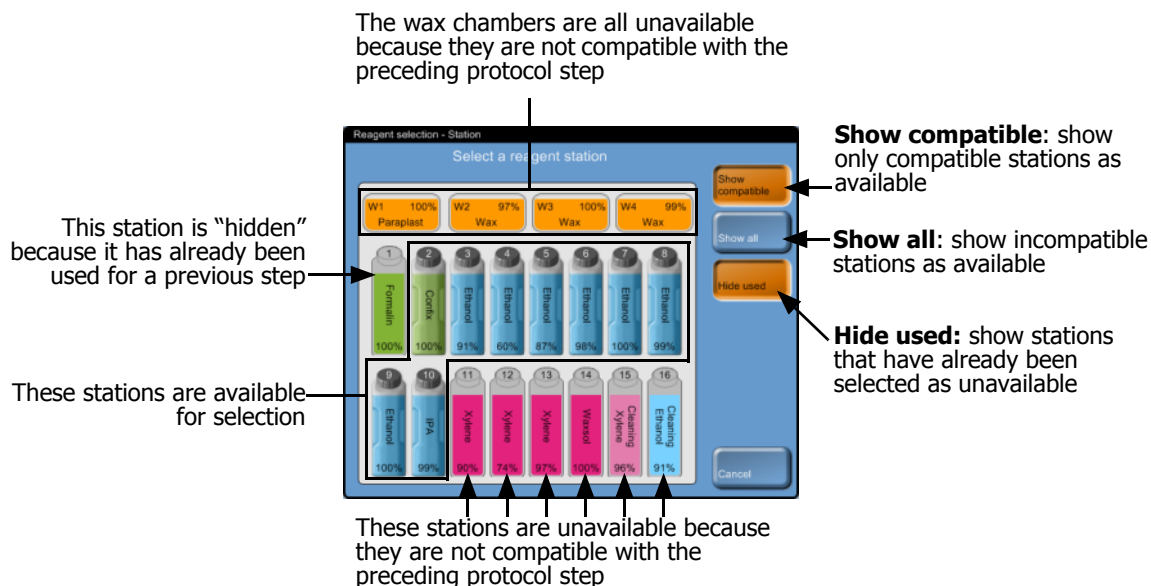 The wax chambers are all unavailable
because they are not compatible with the
preceding protocol step
Reagent selection - Station
Select a reagent station
W1 100%
Paraplast
W2 97%
Wax
W3 100%
Wax
W4 99%
Wax
Show
compatible
Show all
Hide used
Cancel
1
Formalin
100%
2
Confix
100%
3
Ethanol
91%
4
Ethanol
60%
5
Ethanol
87%
6
Ethanol
98%
7
Ethanol
100%
8
Ethanol
99%
9
Ethanol
100%
10
IPA
99%
11
Xylene
90%
12
Xylene
74%
13
Xylene
97%
14
Waxsol
100%
15
Cleaning
Xylene
96%
16
Cleaning
Ethanol
91%
This station is “hidden”
because it has already been
used for a previous step
These stations are available
for selection
Show compatible: show
only compatible stations as
available
Show all: show incompatible
stations as available
Hide used: show stations
that have already been
selected as unavailable
These stations are unavailable because
they are not compatible with the
preceding protocol step